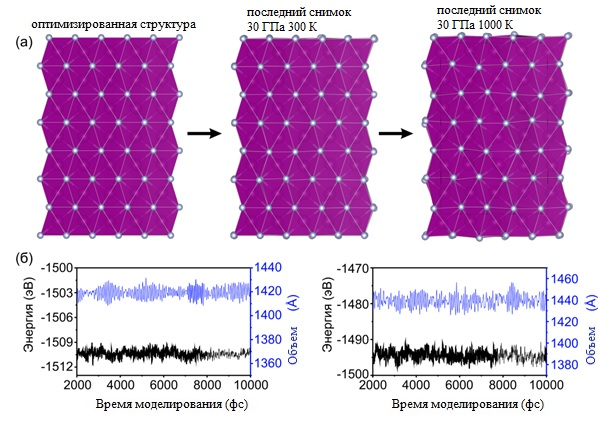 оптимизированная структура
последний снимок
30 ГПа 300 К
последний снимок
30 ГПа 1000 К
(а)
(б)
-1500
-1503
-1506
-1509
-1512
Энергия (эВ)
1440
1420
1400
1380
1360
Объем (Å)
2000 4000 6000 8000 10000
Время моделирования (фс)
-1470
-1480
-1490
-1500
Энергия (эВ)
1460
1440
1420
1400
1380
Объем (Å)
2000 4000 6000 8000 10000
Время моделирования (фс)